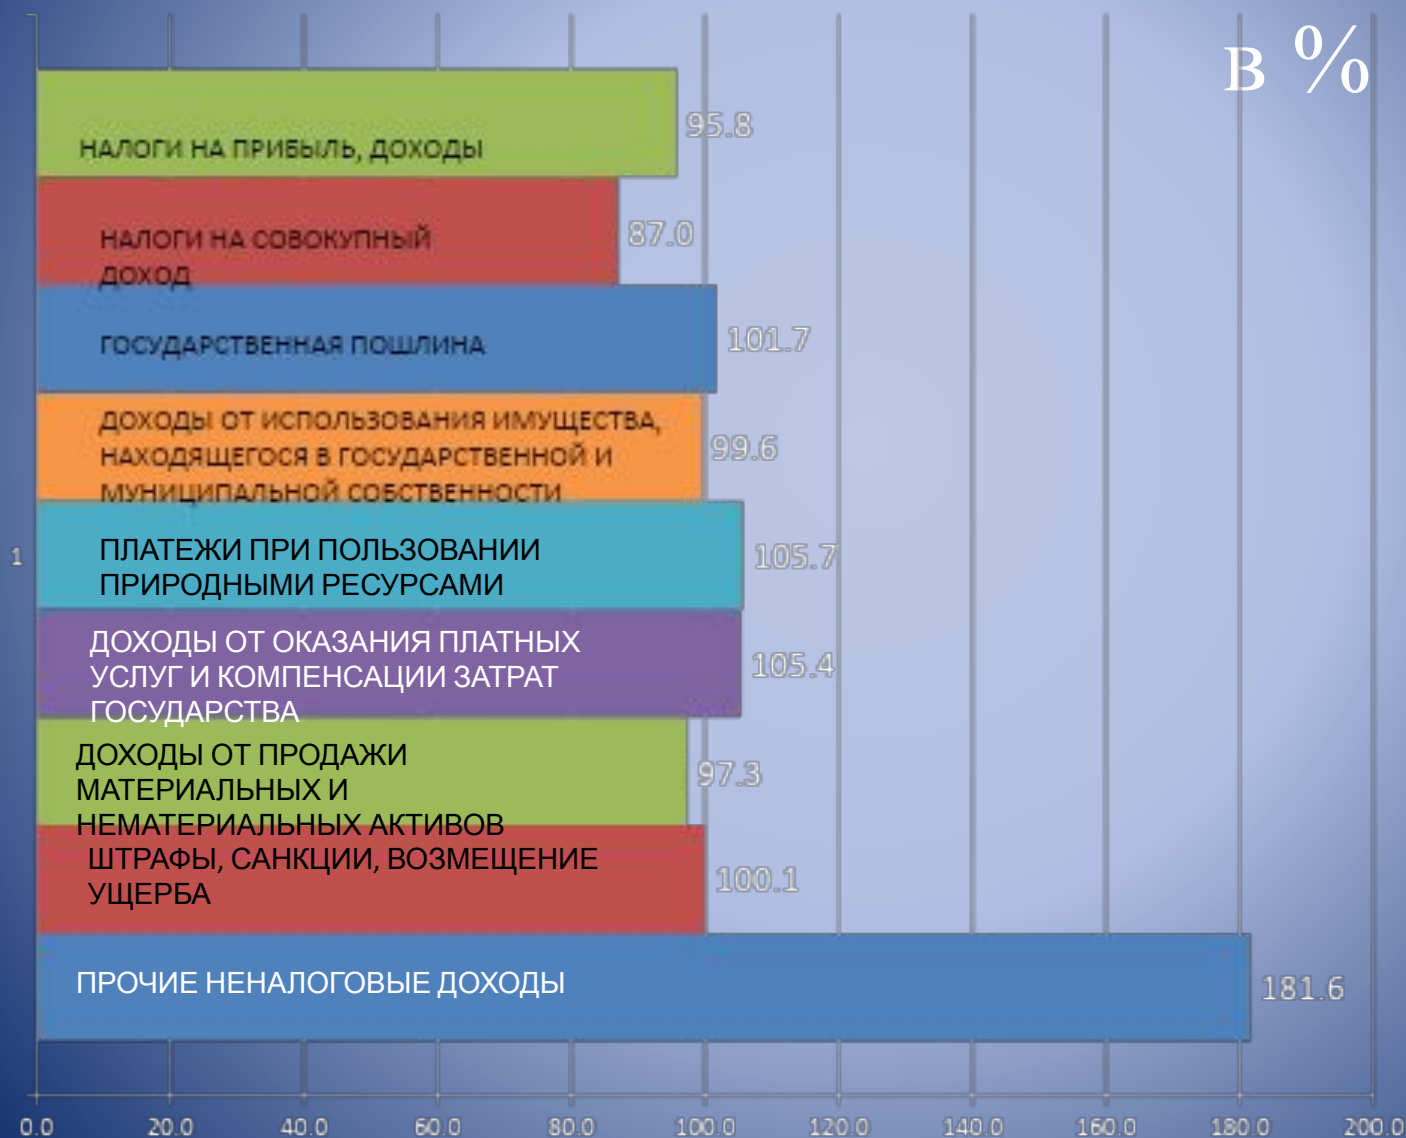 в %
НАЛОГИ НА ПРИБЫЛЬ, ДОХОДЫ
95.8
НАЛОГИ НА СОВОКУПНЫЙ
ДОХОД
87.0
ГОСУДАРСТВЕННАЯ ПОШЛИНА
101.7
ДОХОДЫ ОТ ИСПОЛЬЗОВАНИЯ ИМУЩЕСТВА,
НАХОДЯЩЕГОСЯ В ГОСУДАРСТВЕННОЙ И
МУНИЦИПАЛЬНОЙ СОБСТВЕННОСТИ
99.6
1
ПЛАТЕЖИ ПРИ ПОЛЬЗОВАНИИ
ПРИРОДНЫМИ РЕСУРСАМИ
105.7
ДОХОДЫ ОТ ОКАЗАНИЯ ПЛАТНЫХ
УСЛУГ И КОМПЕНСАЦИИ ЗАТРАТ
ГОСУДАРСТВА
105.4
ДОХОДЫ ОТ ПРОДАЖИ
МАТЕРИАЛЬНЫХ И
НЕМАТЕРИАЛЬНЫХ АКТИВОВ
97.3
ШТРАФЫ, САНКЦИИ, ВОЗМЕЩЕНИЕ
УЩЕРБА
100.1
ПРОЧИЕ НЕНАЛОГОВЫЕ ДОХОДЫ
181.6
0.0 20.0 40.0 60.0 80.0 100.0 120.0 140.0 160.0 180.0 200.0